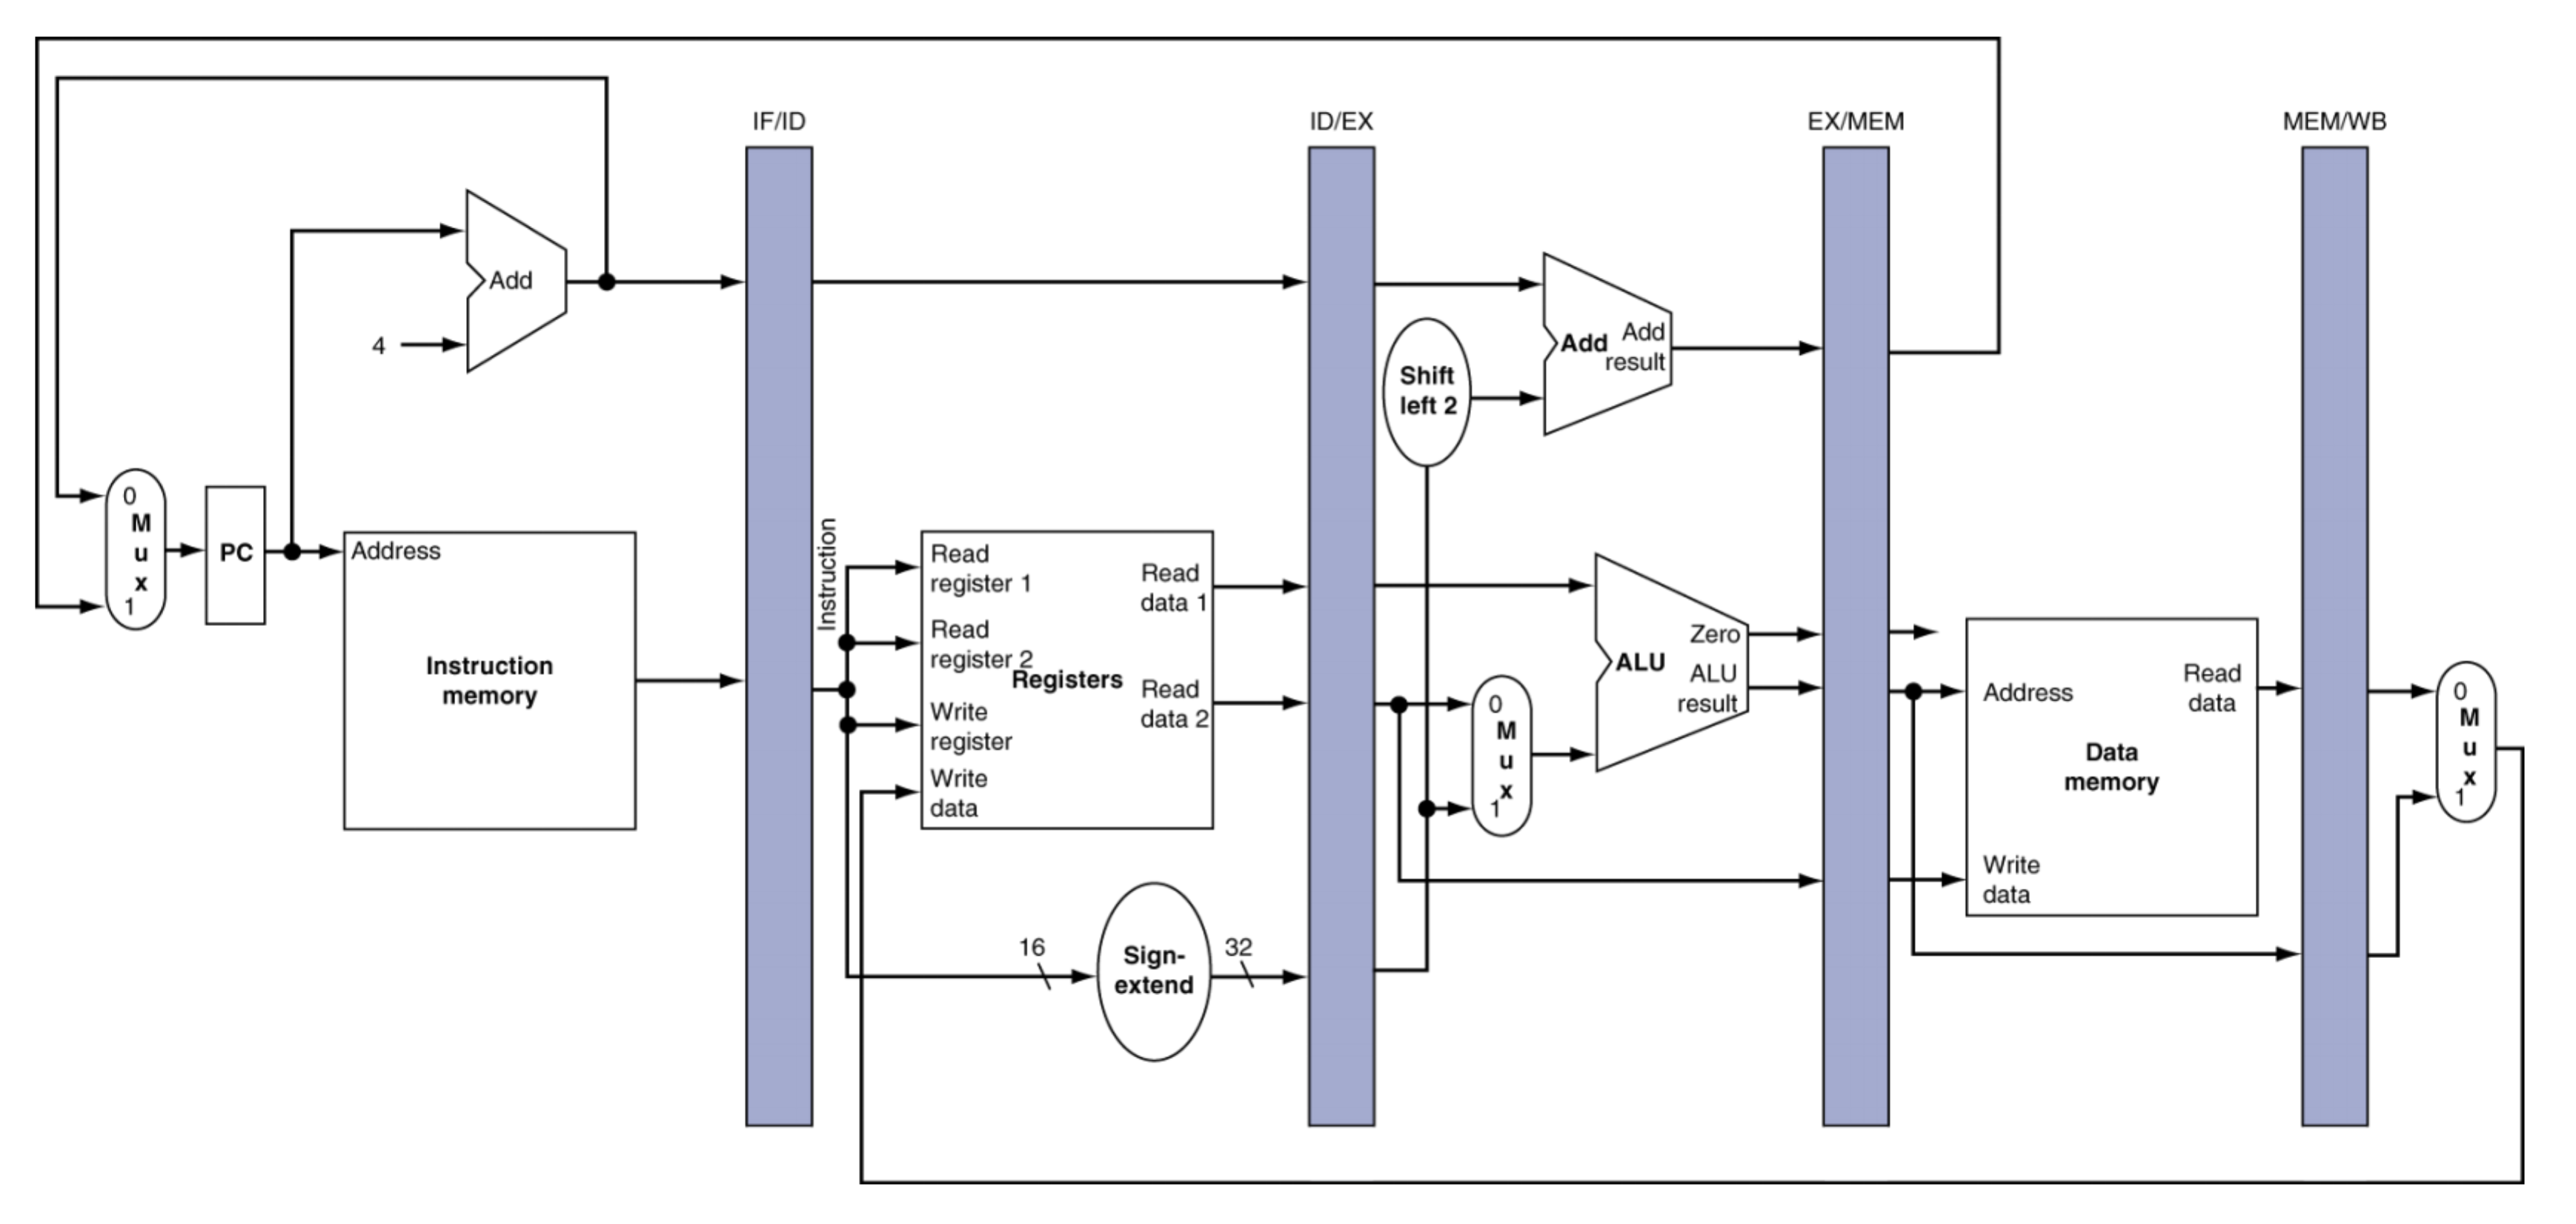 IF/ID
ID/EX
EX/MEM
MEM/WB
Add
4
Add
Add
result
Shift
left 2
0
M
u
x
1
PC
Address
Instruction
memory
Instruction
Read
register 1
Read
register 2
Write
register
Write
data
Registers
Read
data 1
Read
data 2
16
Sign-
extend
32
0
M
u
x
1
Zero
ALU
ALU
result
Address
Read
data
Data
memory
Write
data
0
M
u
x
1